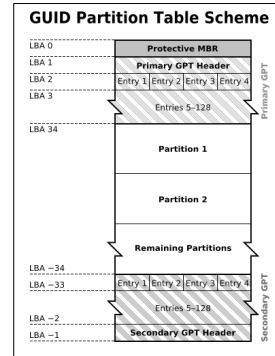 GUID Partition Table Scheme
LBA 0
Protective MBR
LBA 1
Primary GPT Header
LBA 2
Entry 1 Entry 2 Entry 3 Entry 4
LBA 3
Entries 5–128
Primary GPT
LBA 34
Partition 1
Partition 2
Remaining Partitions
LBA −34
LBA −33
Entry 1 Entry 2 Entry 3 Entry 4
Entries 5–128
LBA −2
LBA −1
Secondary GPT Header
Secondary GPT